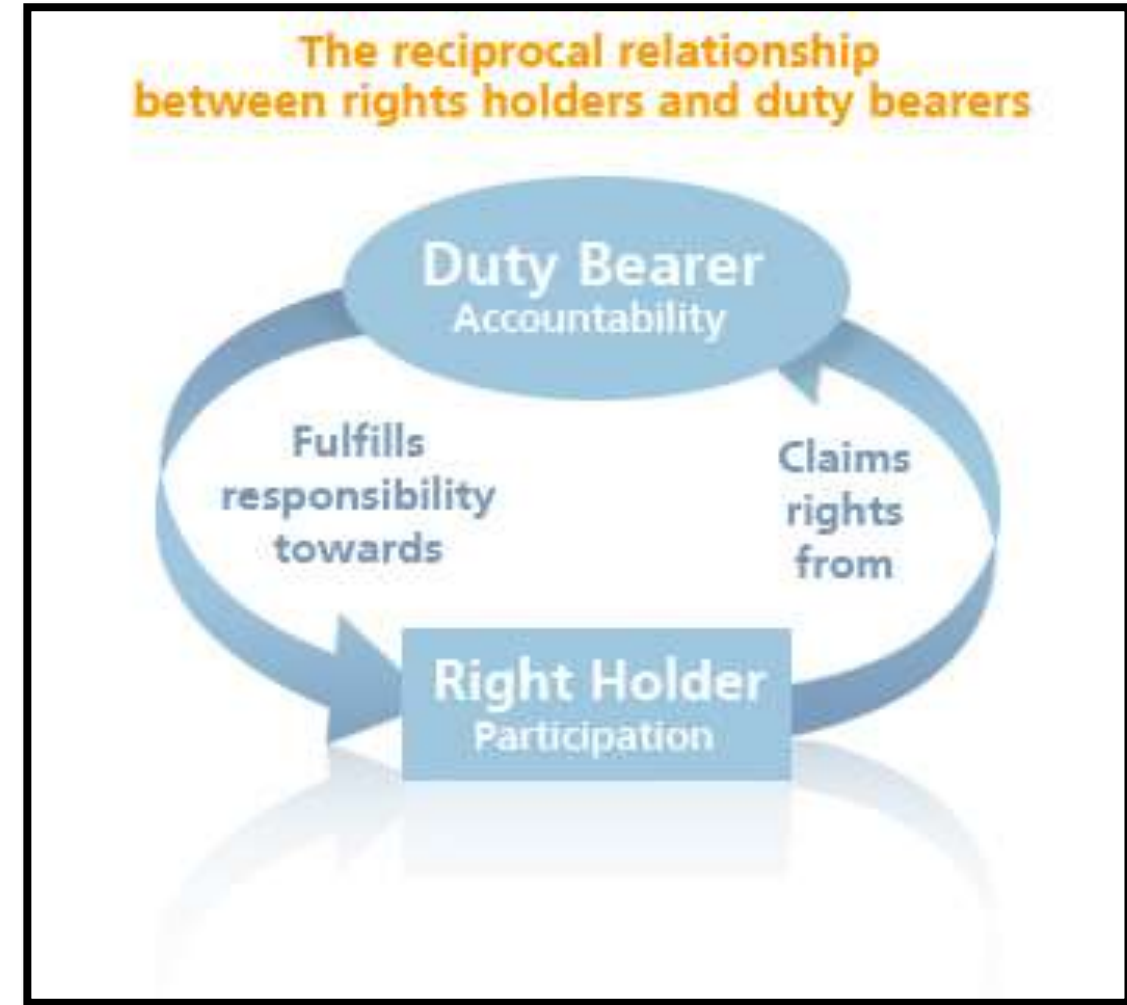 The reciprocal relationship
between rights holders and duty bearers
Duty Bearer
Accountability
Fulfills
responsibility
towards
Claims
rights
from
Right Holder
Participation